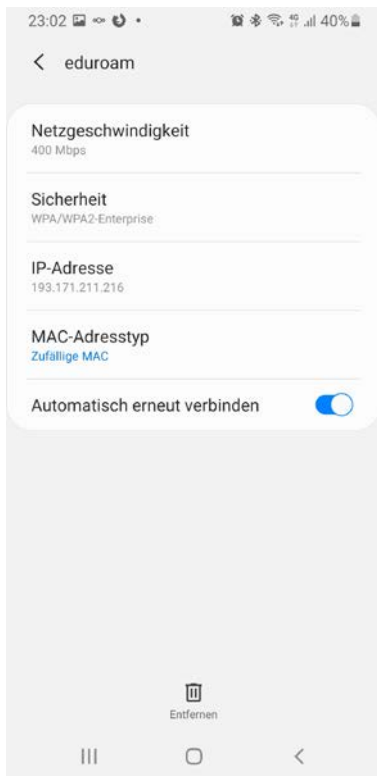 23:02 40%
eduroam
Netzgeschwindigkeit
400 Mbps
Sicherheit
WPA/WPA2-Enterprise
IP-Adresse
193.171.211.216
MAC-Adresstyp
Zufällige MAC
Automatisch erneut verbinden
Entfernen